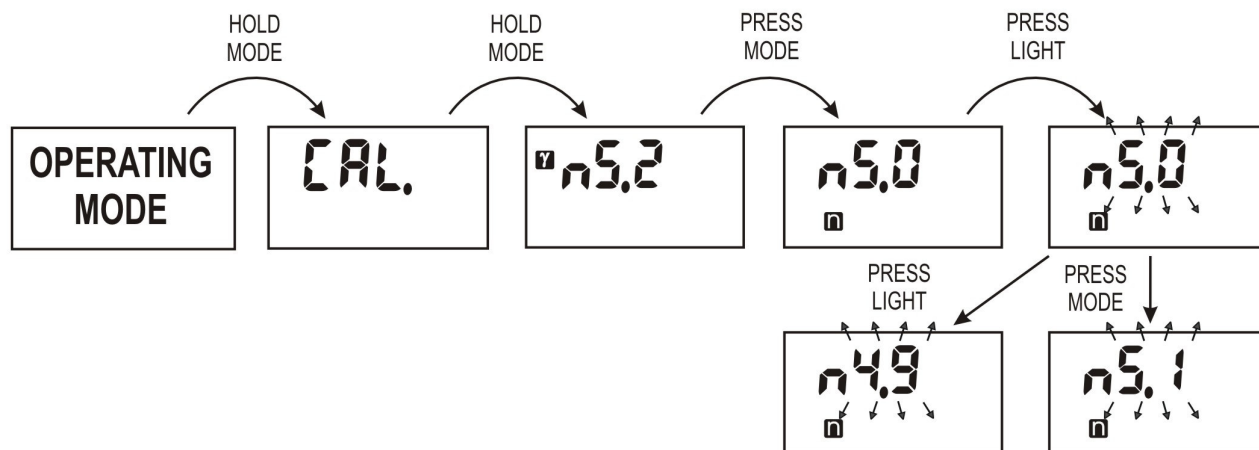 HOLD
MODE
HOLD
MODE
PRESS
MODE
PRESS
LIGHT
OPERATING
MODE
CAL.
γ n5.2
n5.0
n
n5.0
n
PRESS
LIGHT
PRESS
MODE
n4.9
n
n5.1
n